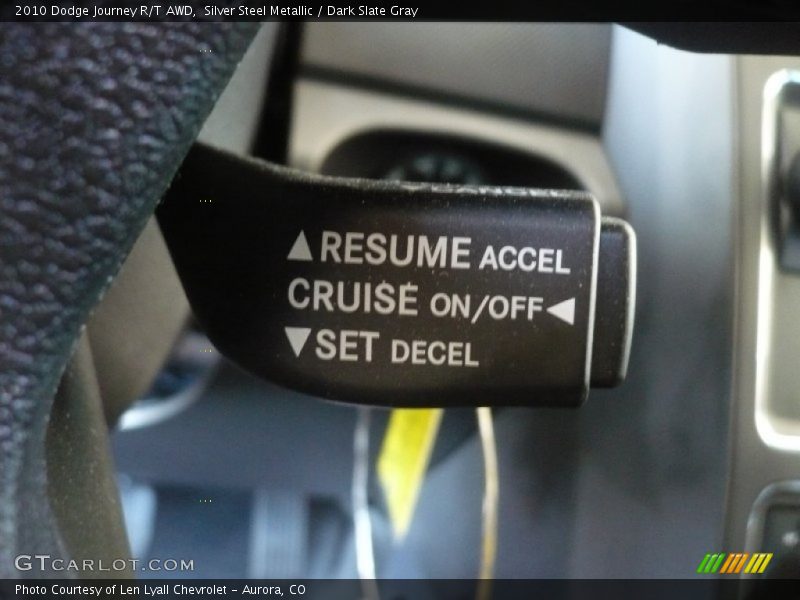 2010 Dodge Journey R/T AWD,  Silver Steel Metallic / Dark Slate Gray
▲RESUME ACCEL
CRUISE ON/OFF◀
▼SET DECEL
GTCARLOT.COM
Photo Courtesy of Len Lyall Chevrolet - Aurora, CO